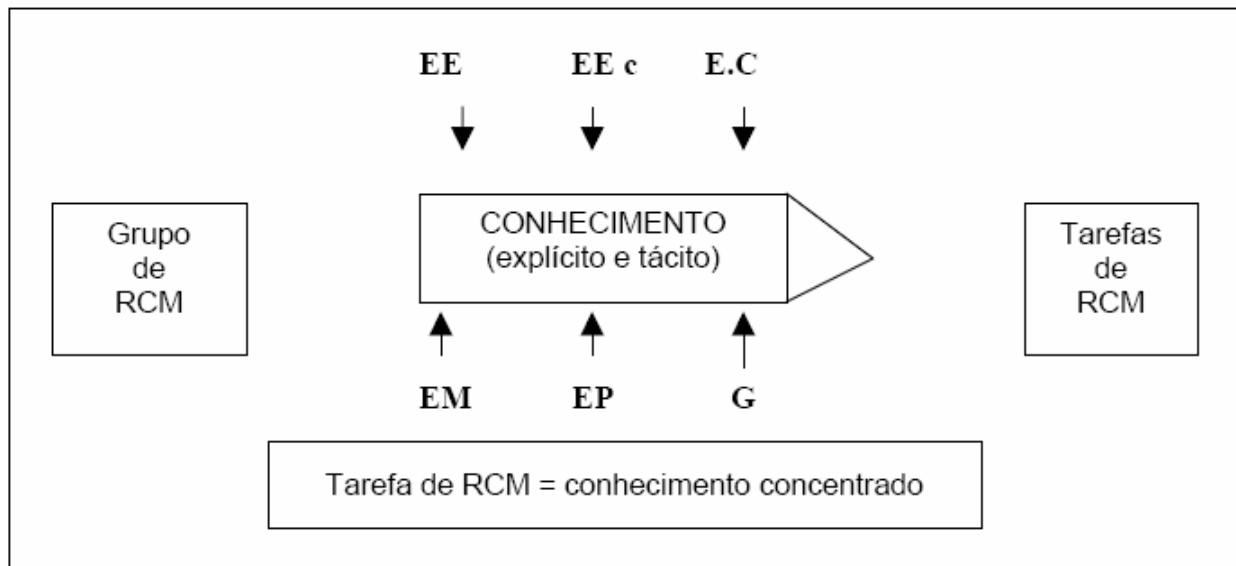 EE EE c E.C
Grupo
de
RCM
CONHECIMENTO
(explícito e tácito)
Tarefas
de
RCM
EM EP G
Tarefa de RCM = conhecimento concentrado